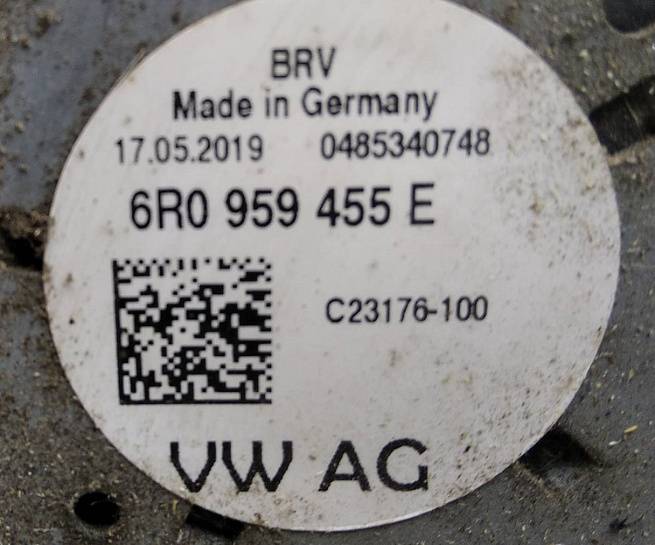 BRV
Made in Germany
17.05.2019 0485340748
6R0 959 455 E
C23176-100
VW AG